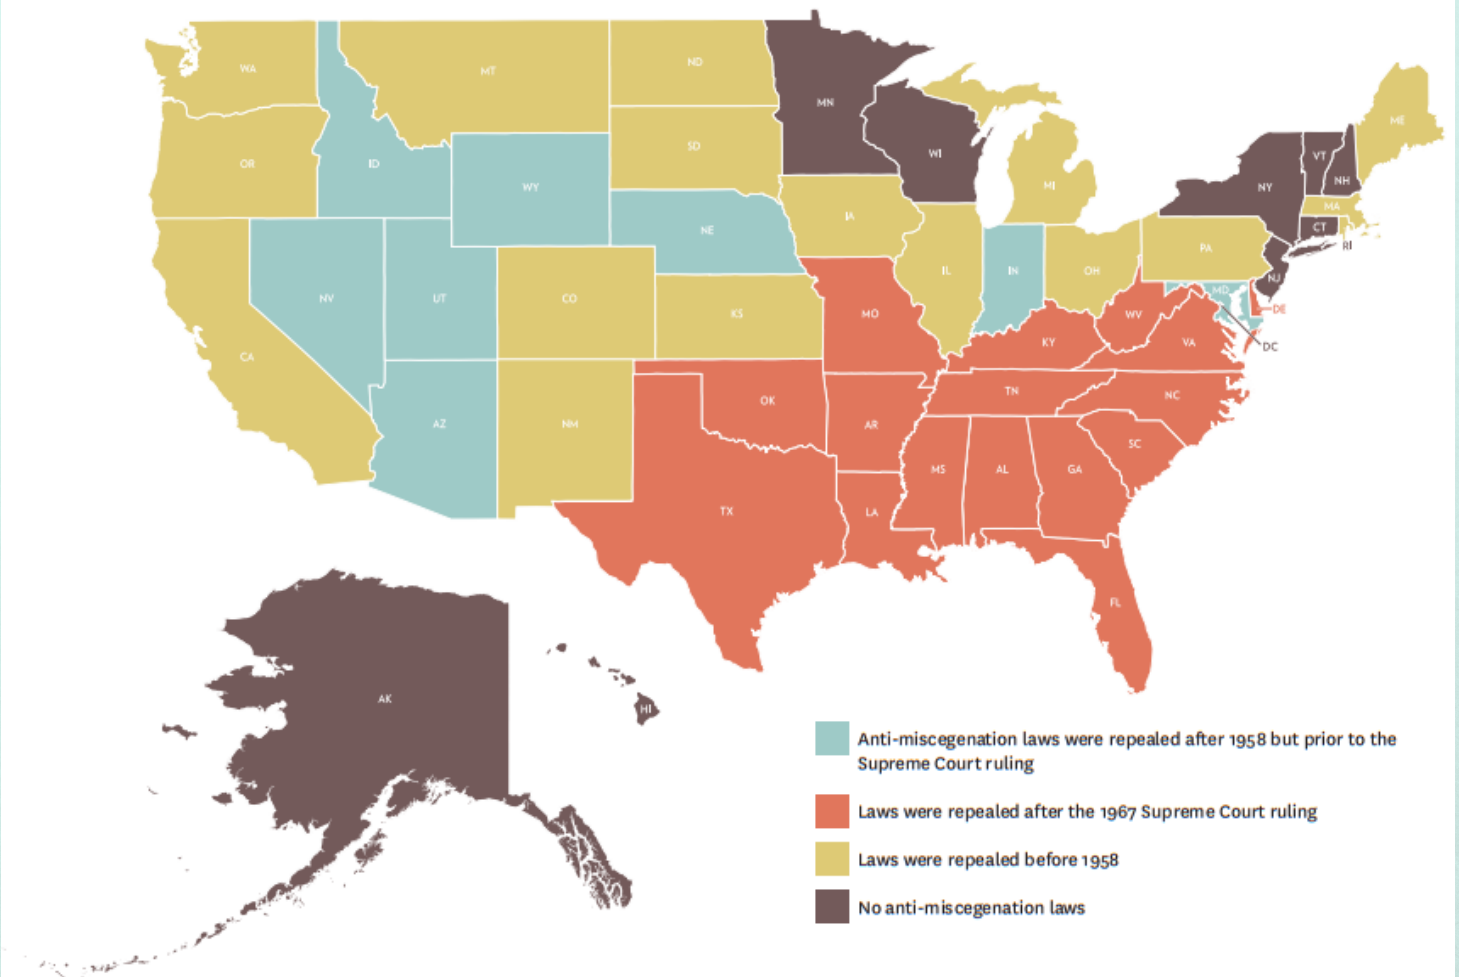 WA
MT
ND
MN
ME
OR
ID
SD
WI
MI
VT
NH
NY
MA
WY
IA
CT
RI
NE
PA
NV
UT
CO
IL
IN
OH
NJ
MD
KS
MO
WV
DE
CA
KY
VA
DC
AZ
NM
OK
TN
NC
AR
MS
AL
GA
SC
TX
LA
FL
AK
HI
Anti-miscegenation laws were repealed after 1958 but prior to the
Supreme Court ruling
Laws were repealed after the 1967 Supreme Court ruling
Laws were repealed before 1958
No anti-miscegenation laws